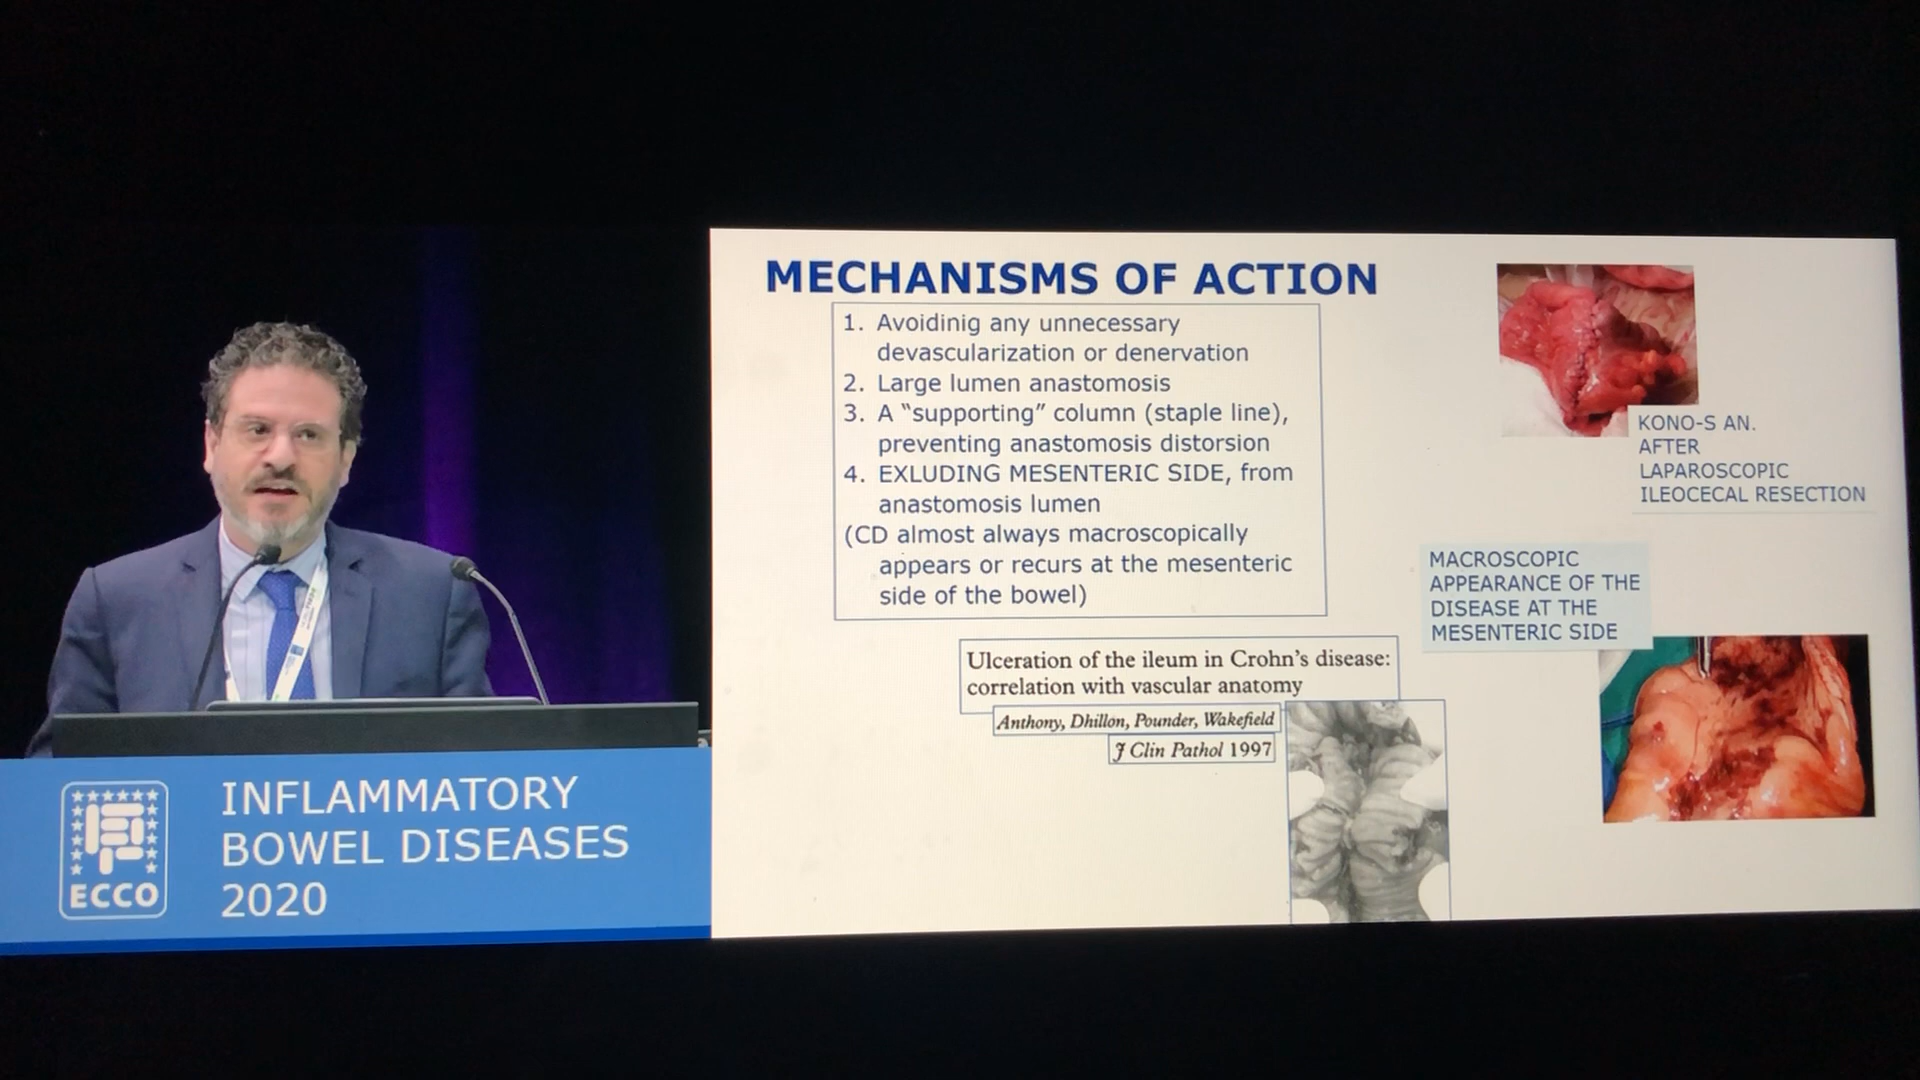 MECHANISMS OF ACTION
1. Avoidinig any unnecessary
devascularization or denervation
2. Large lumen anastomosis
3. A “supporting” column (staple line),
preventing anastomosis distorsion
4. EXLUDING MESENTERIC SIDE, from
anastomosis lumen
(CD almost always macroscopically
appears or recurs at the mesenteric
side of the bowel)
KONO-S AN.
AFTER
LAPAROSCOPIC
ILEOCECAL RESECTION
MACROSCOPIC
APPEARANCE OF THE
DISEASE AT THE
MESENTERIC SIDE
Ulceration of the ileum in Crohn’s disease:
correlation with vascular anatomy
Anthony, Dhillon, Pounder, Wakefield
J Clin Pathol 1997
ECCO
INFLAMMATORY
BOWEL DISEASES
2020